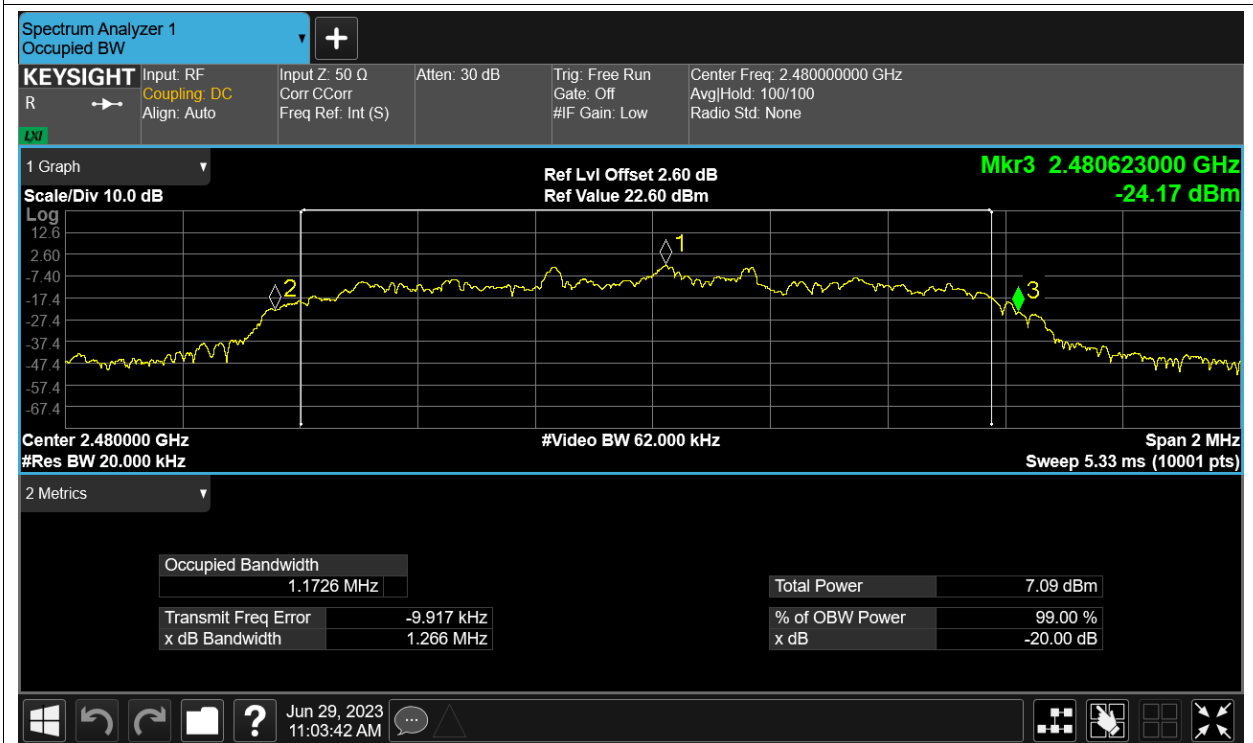 Spectrum Analyzer 1
Occupied BW
KEYSIGHT
R
LXI
Input: RF
Coupling: DC
Align: Auto
Input Z: 50 Ω
Corr CCorr
Freq Ref: Int (S)
Atten: 30 dB
Trig: Free Run
Gate: Off
#IF Gain: Low
Center Freq: 2.480000000 GHz
Avg|Hold: 100/100
Radio Std: None
1 Graph
Scale/Div 10.0 dB
Ref Lvl Offset 2.60 dB
Ref Value 22.60 dBm
Mkr3 2.480623000 GHz
-24.17 dBm
Log
12.6
2.60
-7.40
-17.4
-27.4
-37.4
-47.4
-57.4
-67.4
1
2
3
Center 2.480000 GHz
#Res BW 20.000 kHz
#Video BW 62.000 kHz
Span 2 MHz
Sweep 5.33 ms (10001 pts)
2 Metrics
Occupied Bandwidth
1.1726 MHz
Transmit Freq Error -9.917 kHz
x dB Bandwidth 1.266 MHz
Total Power 7.09 dBm
% of OBW Power 99.00 %
x dB -20.00 dB
?
Jun 29, 2023
11:03:42 AM